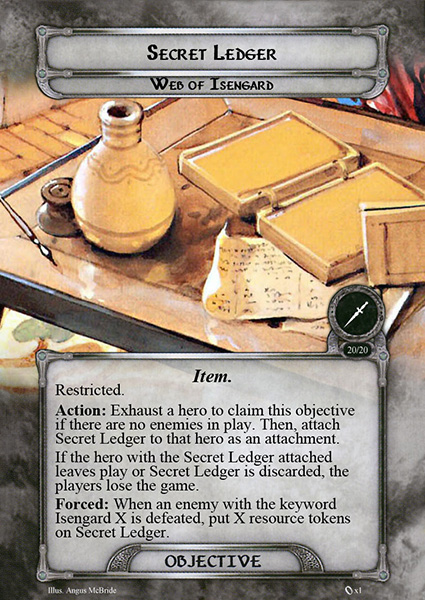 Secret Ledger
Web of Isengard
20/20
Item.
Restricted.
Action: Exhaust a hero to claim this objective
if there are no enemies in play. Then, attach
Secret Ledger to that hero as an attachment.
If the hero with the Secret Ledger attached
leaves play or Secret Ledger is discarded, the
players lose the game.
Forced: When an enemy with the keyword
Isengard X is defeated, put X resource tokens
on Secret Ledger.
OBJECTIVE
Illus. Angus McBride x1